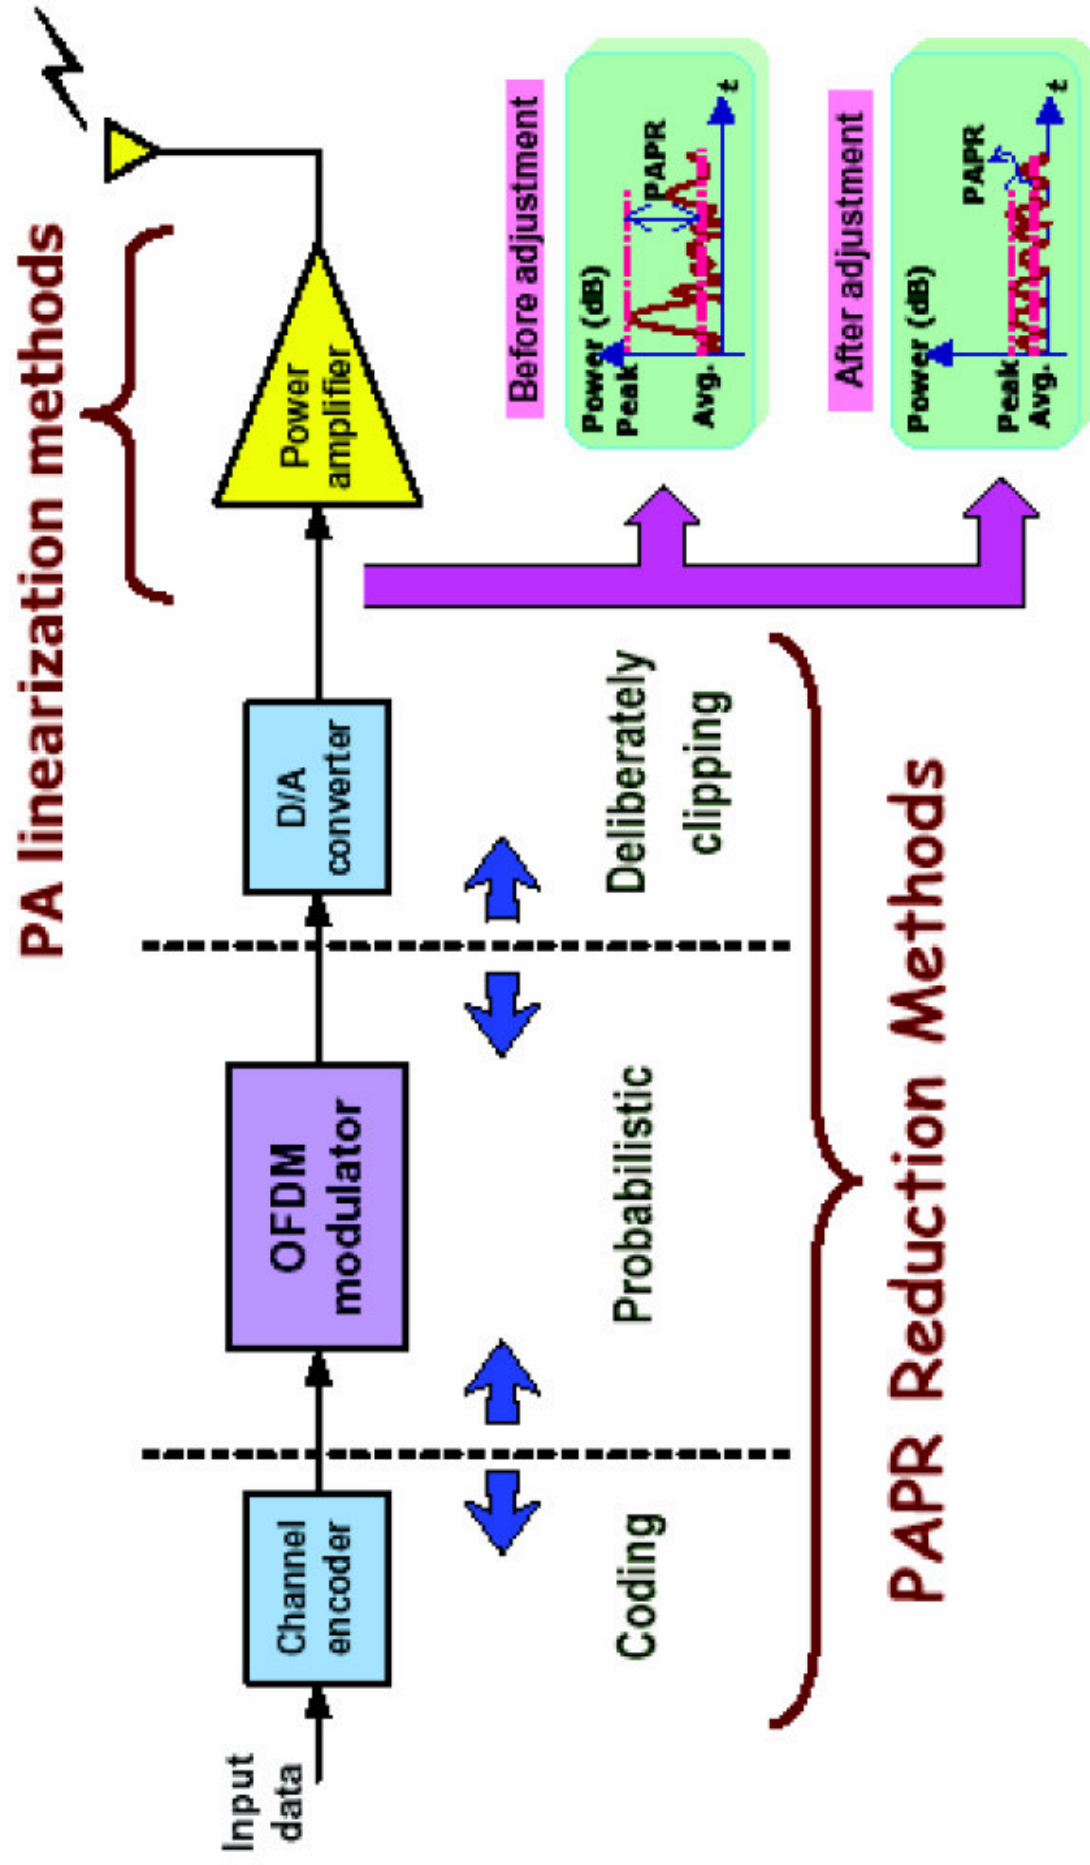 PA linearization methods
Input
data
Channel
encoder
OFDM
modulator
D/A
converter
Power
amplifier
Coding
Probabilistic
Deliberately
clipping
PAPR Reduction Methods
Before adjustment
Power (dB)
Peak
PAPR
Avg.
t
After adjustment
Power (dB)
PAPR
Peak
Avg.
t